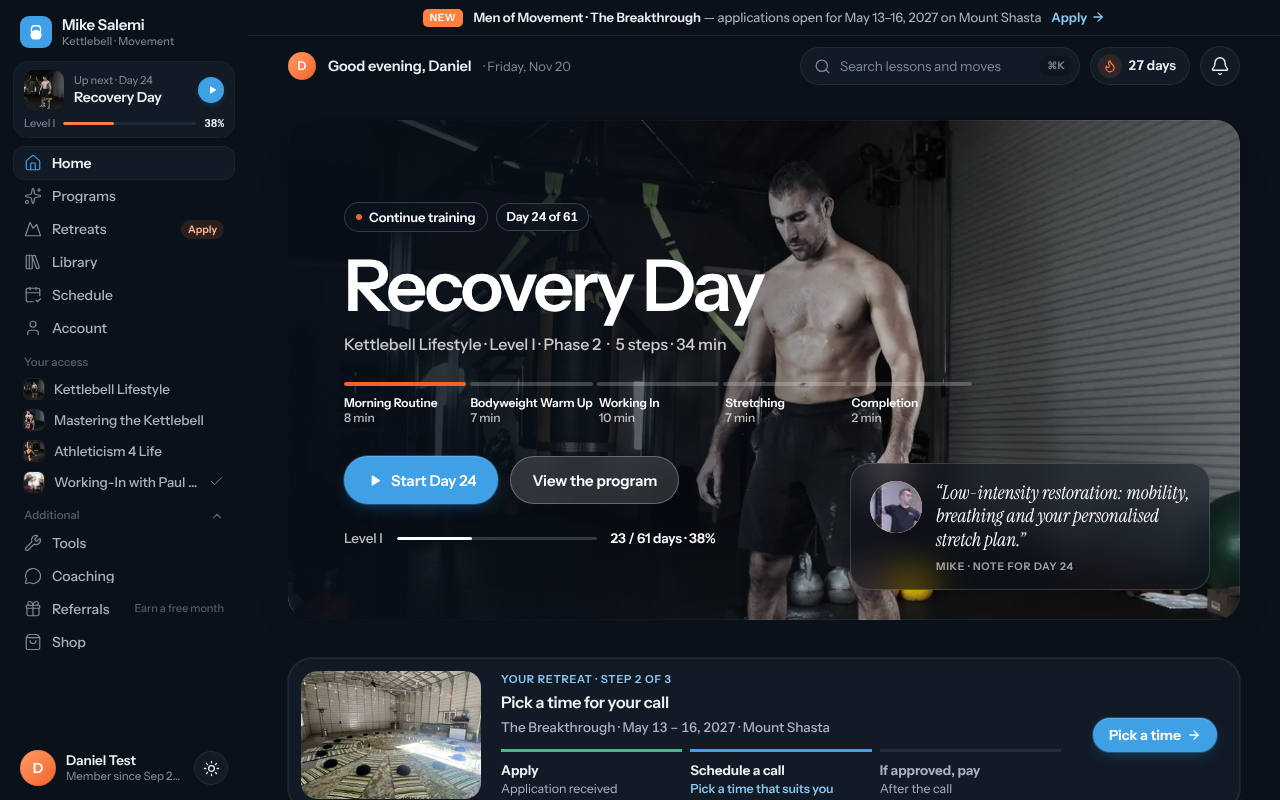 Mike Salemi
Kettlebell · Movement
Up next · Day 24
Recovery Day
Level I
38%
Home
Programs
Retreats
Apply
Library
Schedule
Account
Your access
Kettlebell Lifestyle
Mastering the Kettlebell
Athleticism 4 Life
Working-In with Paul ...
Additional
Tools
Coaching
Referrals
Earn a free month
Shop
D
Daniel Test
Member since Sep 2...
NEW
Men of Movement · The Breakthrough — applications open for May 13–16, 2027 on Mount Shasta
Apply →
D
Good evening, Daniel
· Friday, Nov 20
Search lessons and moves
⌘K
27 days
Continue training
Day 24 of 61
Recovery Day
Kettlebell Lifestyle · Level I · Phase 2 · 5 steps · 34 min
Morning Routine
8 min
Bodyweight Warm Up
7 min
Working In
10 min
Stretching
7 min
Completion
2 min
Start Day 24
View the program
Level I
23 / 61 days · 38%
“Low-intensity restoration: mobility,
breathing and your personalised
stretch plan.”
MIKE · NOTE FOR DAY 24
YOUR RETREAT · STEP 2 OF 3
Pick a time for your call
The Breakthrough · May 13 – 16, 2027 · Mount Shasta
Apply
Application received
Schedule a call
Pick a time that suits you
If approved, pay
After the call
Pick a time →